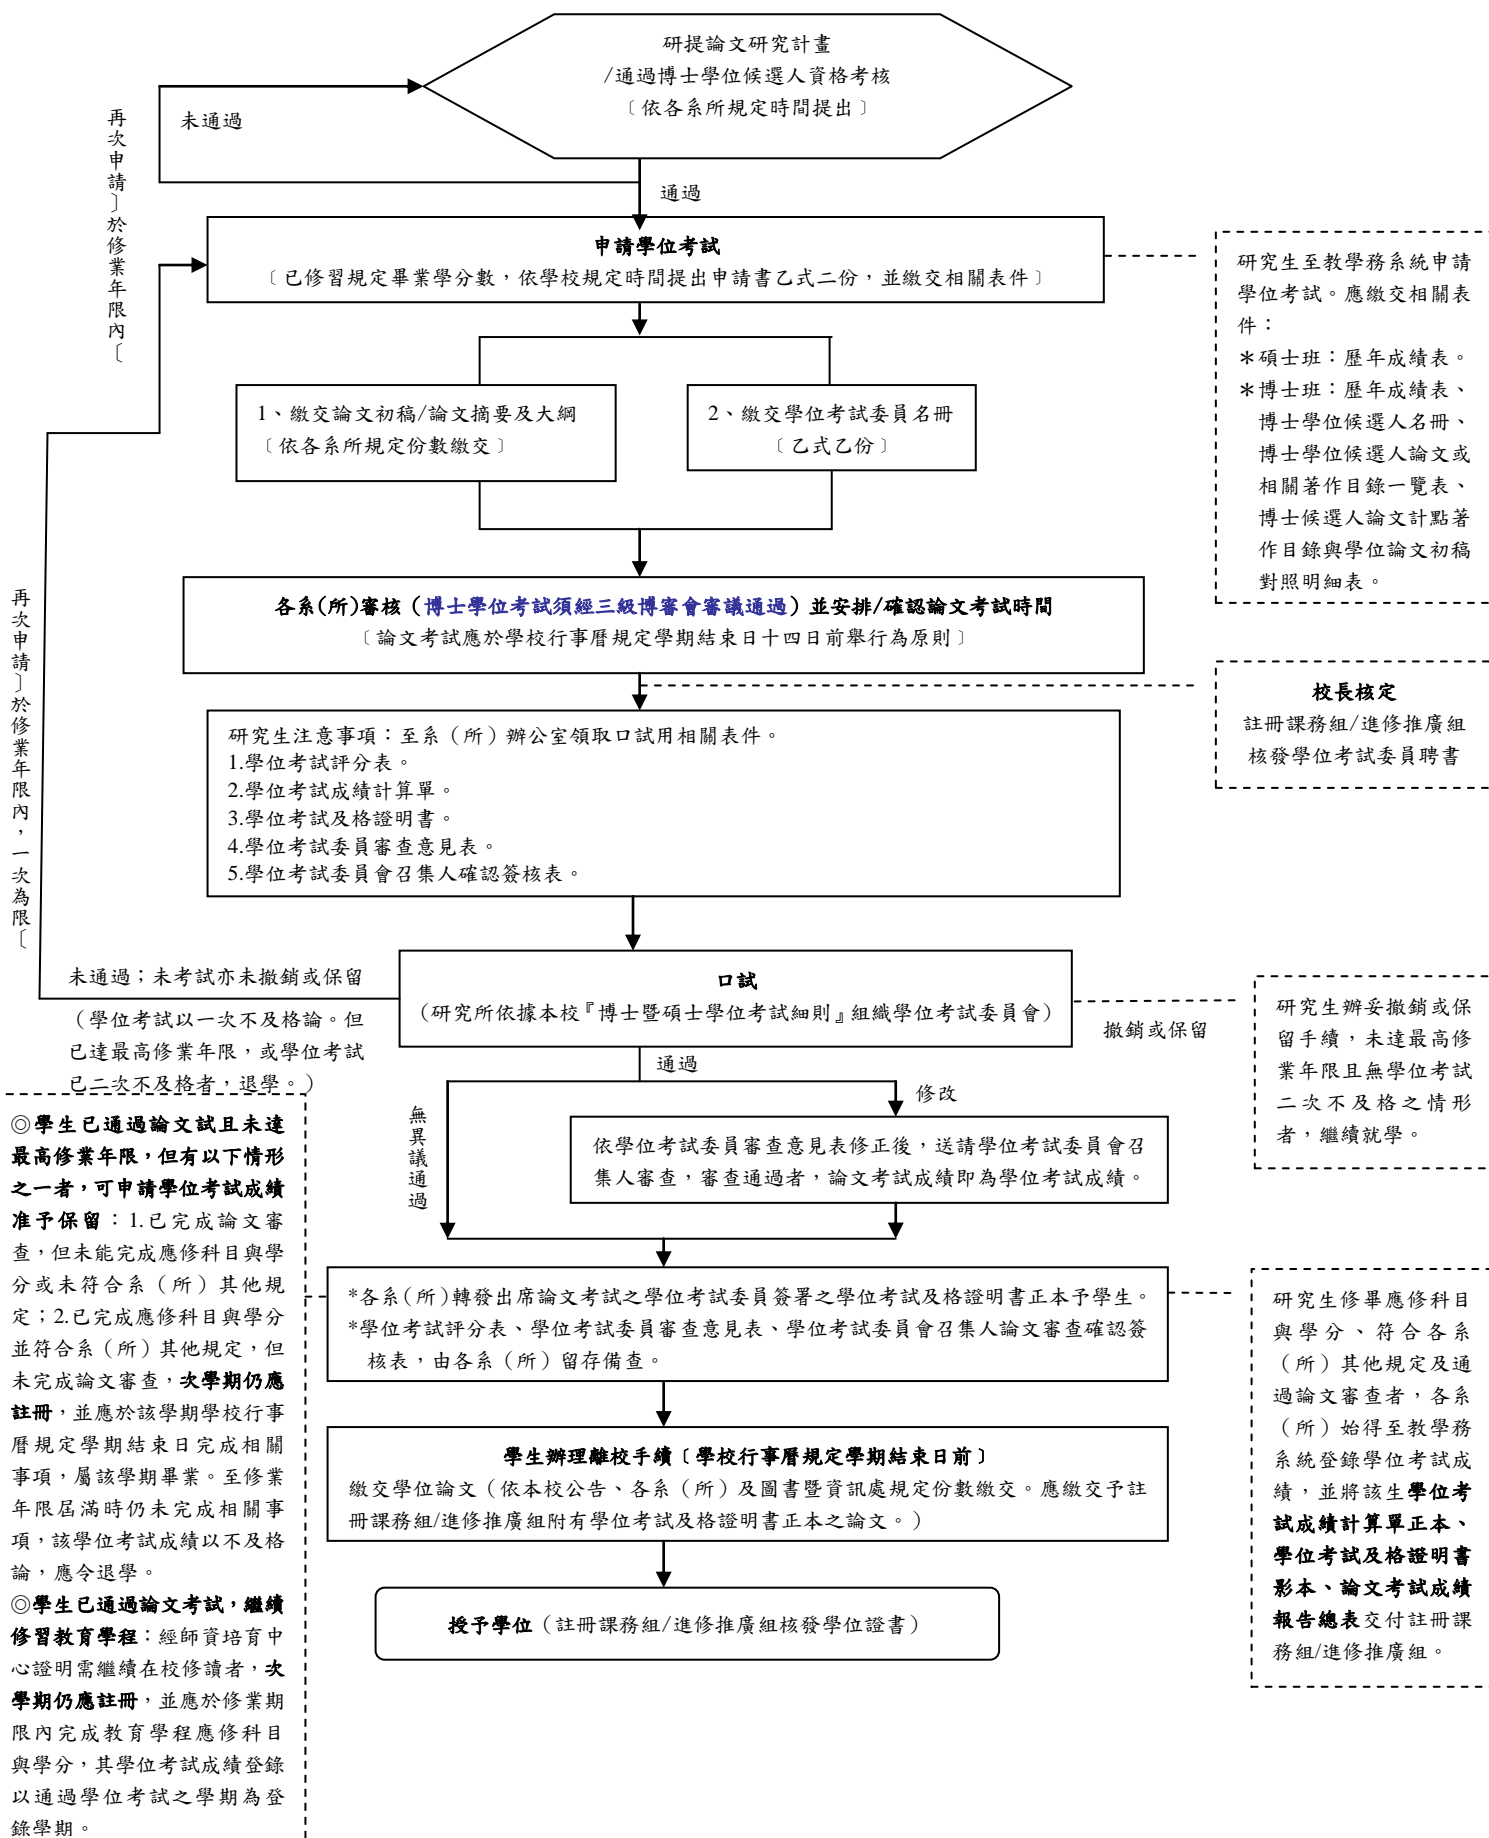 研提論文研究計畫
/通過博士學位候選人資格考核
〔依各系所規定時間提出〕
未通過
通過
再次申請〕於修業年限內〔
申請學位考試
〔已修習規定畢業學分數，依學校規定時間提出申請書乙式二份，並繳交相關表件〕
研究生至教學務系統申請
學位考試。應繳交相關表
件：
＊碩士班：歷年成績表。
＊博士班：歷年成績表、
博士學位候選人名冊、
博士學位候選人論文或
相關著作目錄一覽表、
博士候選人論文計點著
作目錄與學位論文初稿
對照明細表。
1、繳交論文初稿/論文摘要及大綱
〔依各系所規定份數繳交〕
2、繳交學位考試委員名冊
〔乙式乙份〕
各系(所)審核（博士學位考試須經三級博審會審議通過）並安排/確認論文考試時間
〔論文考試應於學校行事曆規定學期結束日十四日前舉行為原則〕
再次申請〕於修業年限內，一次為限〔
校長核定
註冊課務組/進修推廣組
核發學位考試委員聘書
研究生注意事項：至系（所）辦公室領取口試用相關表件。
1.學位考試評分表。
2.學位考試成績計算單。
3.學位考試及格證明書。
4.學位考試委員審查意見表。
5.學位考試委員會召集人確認簽核表。
未通過；未考試亦未撤銷或保留
（學位考試以一次不及格論。但
已達最高修業年限，或學位考試
已二次不及格者，退學。）
口試
(研究所依據本校『博士暨碩士學位考試細則』組織學位考試委員會)
撤銷或保留
研究生辦妥撤銷或保
留手續，未達最高修
業年限且無學位考試
二次不及格之情形
者，繼續就學。
通過
無異議通過
修改
依學位考試委員審查意見表修正後，送請學位考試委員會召
集人審查，審查通過者，論文考試成績即為學位考試成績。
◎學生已通過論文試且未達
最高修業年限，但有以下情形
之一者，可申請學位考試成績
准予保留：1.已完成論文審
查，但未能完成應修科目與學
分或未符合系（所）其他規
定；2.已完成應修科目與學分
並符合系（所）其他規定，但
未完成論文審查，次學期仍應
註冊，並應於該學期學校行事
曆規定學期結束日完成相關
事項，屬該學期畢業。至修業
年限屆滿時仍未完成相關事
項，該學位考試成績以不及格
論，應令退學。
◎學生已通過論文考試，繼續
修習教育學程：經師資培育中
心證明需繼續在校修讀者，次
學期仍應註冊，並應於修業期
限內完成教育學程應修科目
與學分，其學位考試成績登錄
以通過學位考試之學期為登
錄學期。
*各系（所）轉發出席論文考試之學位考試委員簽署之學位考試及格證明書正本予學生。
*學位考試評分表、學位考試委員審查意見表、學位考試委員會召集人論文審查確認簽
核表，由各系（所）留存備查。
研究生修畢應修科目
與學分、符合各系
（所）其他規定及通
過論文審查者，各系
（所）始得至教學務
系統登錄學位考試成
績，並將該生學位考
試成績計算單正本、
學位考試及格證明書
影本、論文考試成績
報告總表交付註冊課
務組/進修推廣組。
學生辦理離校手續〔學校行事曆規定學期結束日前〕
繳交學位論文（依本校公告、各系（所）及圖書暨資訊處規定份數繳交。應繳交予註
冊課務組/進修推廣組附有學位考試及格證明書正本之論文。）
授予學位（註冊課務組/進修推廣組核發學位證書）